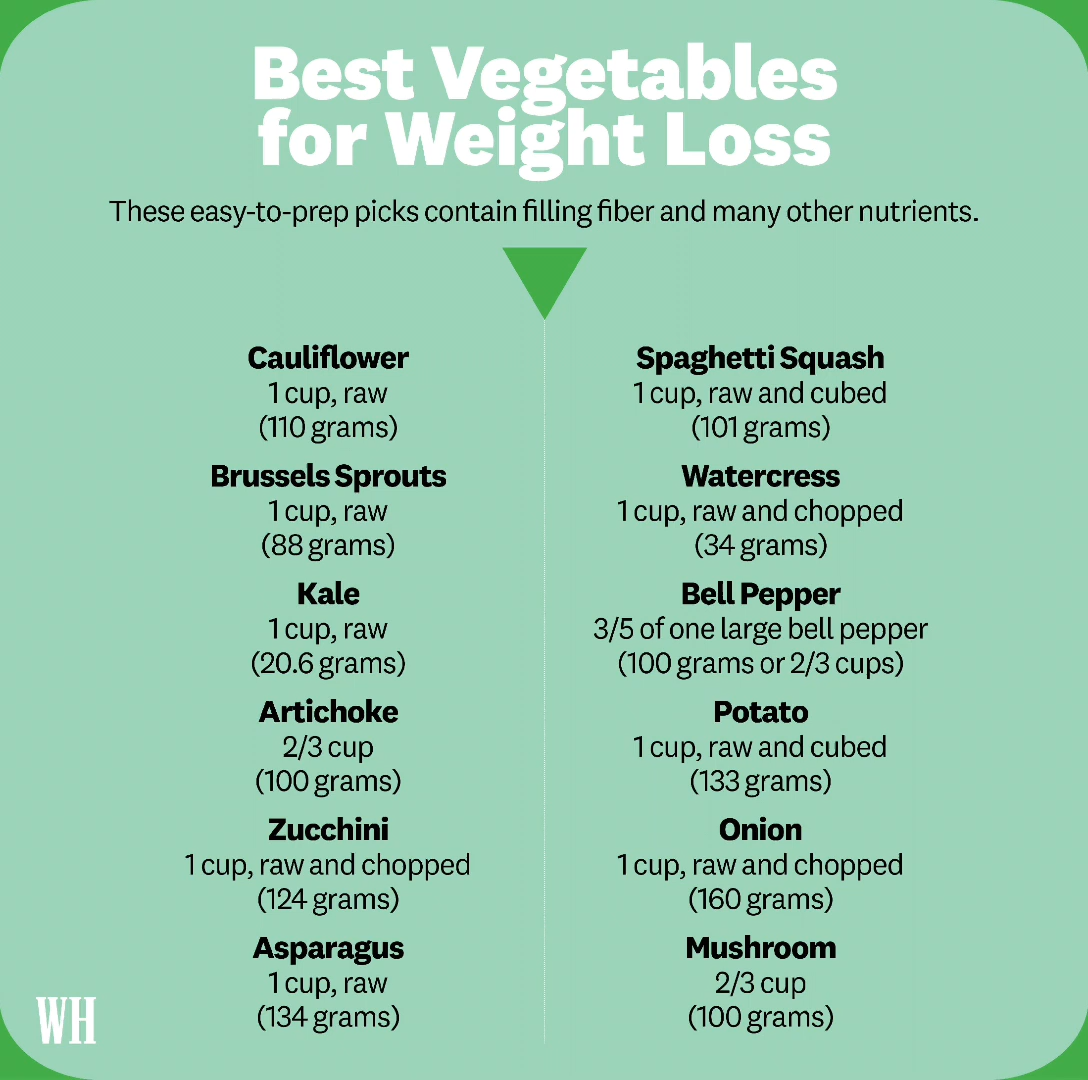 Best Vegetables
for Weight Loss
These easy-to-prep picks contain filling fiber and many other nutrients.
Cauliflower
1 cup, raw
(110 grams)
Brussels Sprouts
1 cup, raw
(88 grams)
Kale
1 cup, raw
(20.6 grams)
Artichoke
2/3 cup
(100 grams)
Zucchini
1 cup, raw and chopped
(124 grams)
Asparagus
1 cup, raw
(134 grams)
Spaghetti Squash
1 cup, raw and cubed
(101 grams)
Watercress
1 cup, raw and chopped
(34 grams)
Bell Pepper
3/5 of one large bell pepper
(100 grams or 2/3 cups)
Potato
1 cup, raw and cubed
(133 grams)
Onion
1 cup, raw and chopped
(160 grams)
Mushroom
2/3 cup
(100 grams)
WH